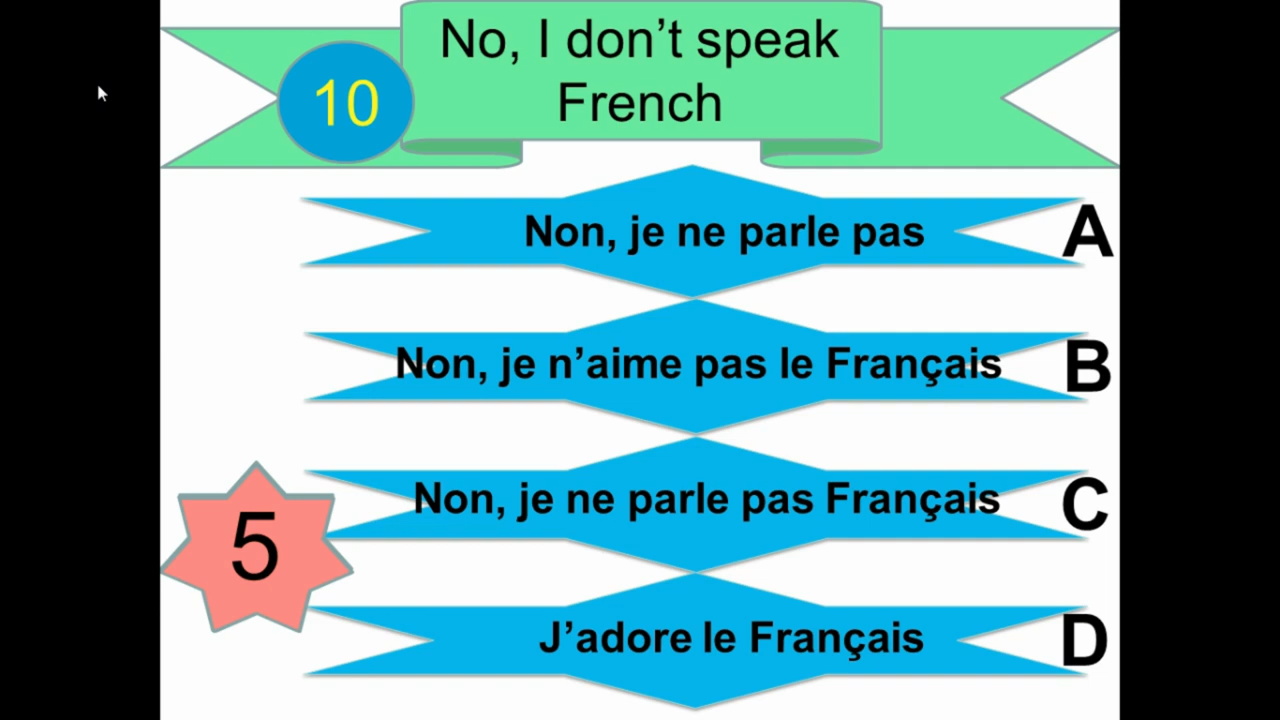 No, I don’t speak
French
10
Non, je ne parle pas
A
Non, je n’aime pas le Français
B
Non, je ne parle pas Français
C
5
J’adore le Français
D